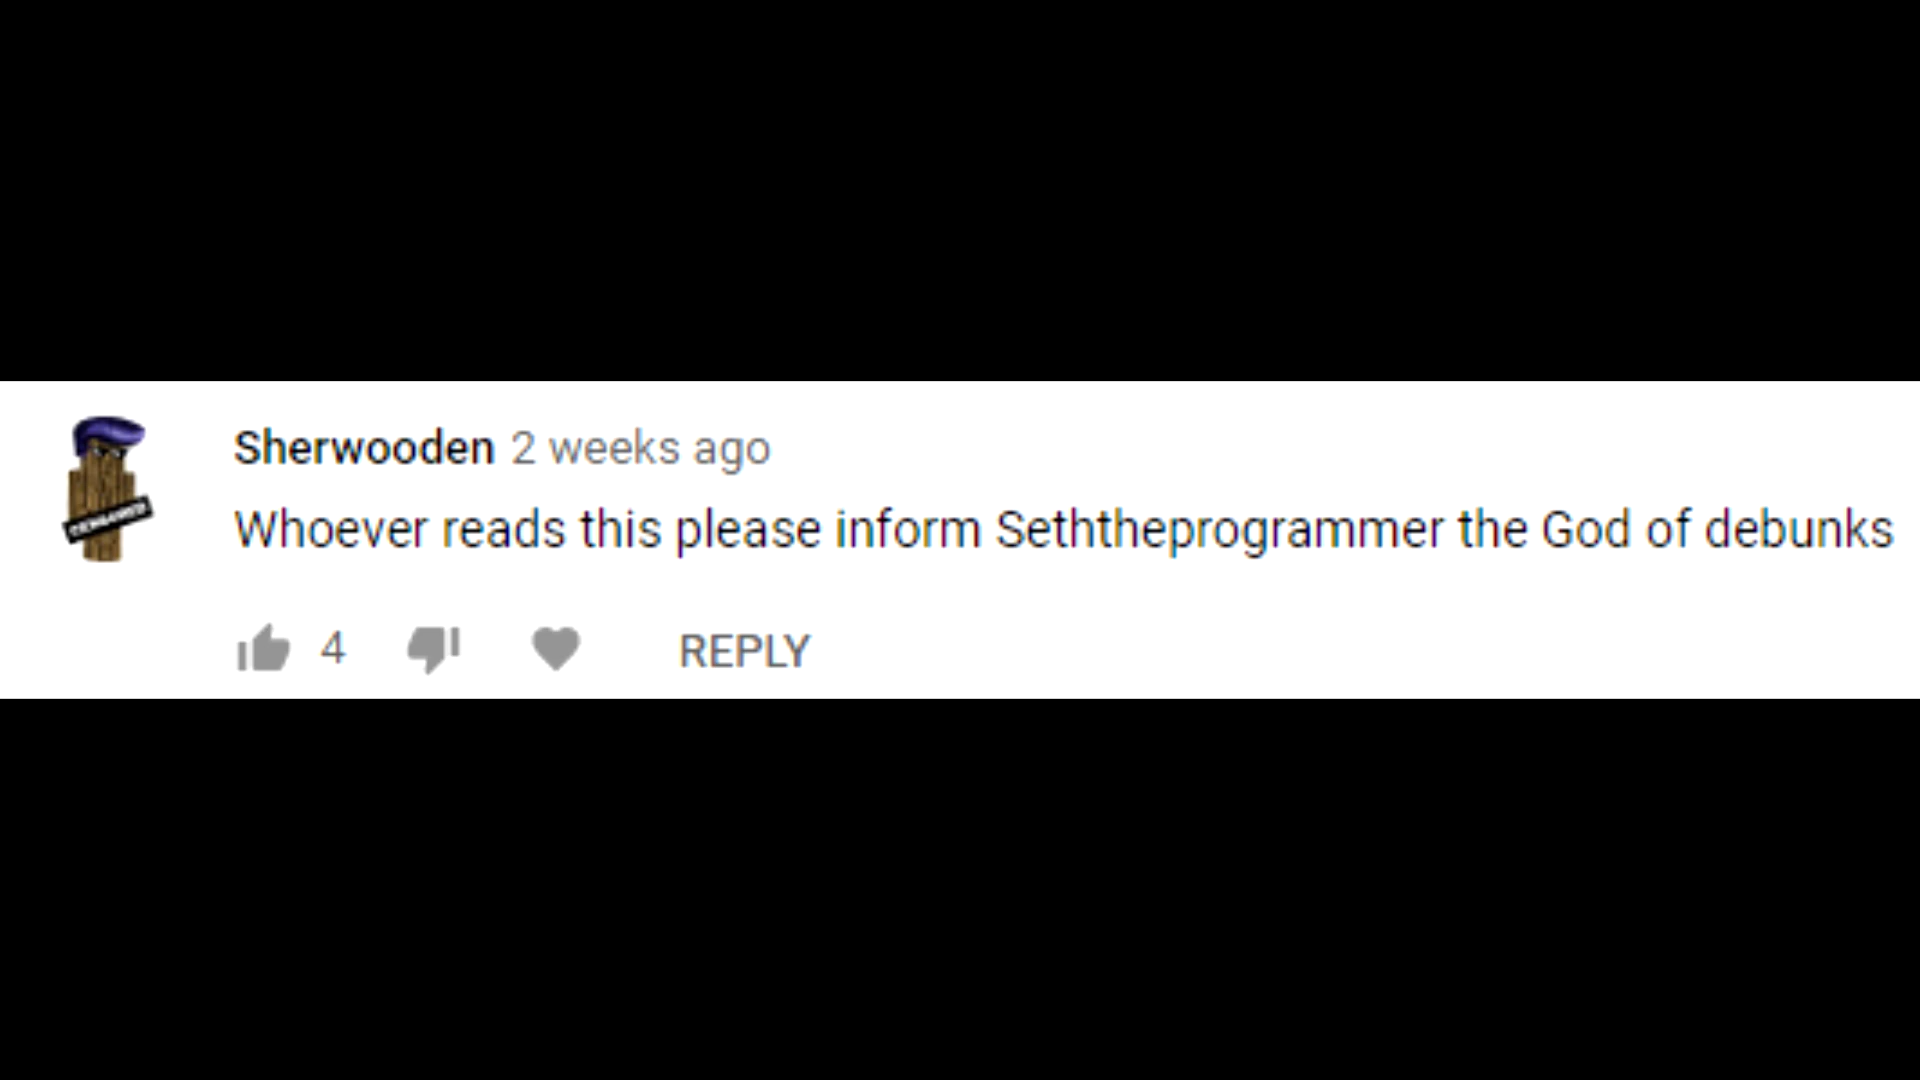 Sherwooden 2 weeks ago
Whoever reads this please inform Seththeprogrammer the God of debunks
4 REPLY